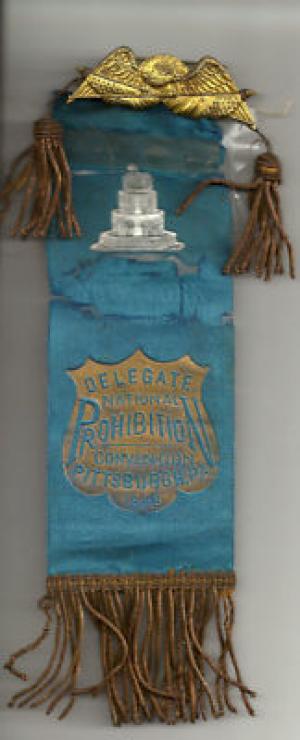 DELEGATE
NATIONAL
PROHIBITION
CONVENTION
PITTSBURGH, PA.